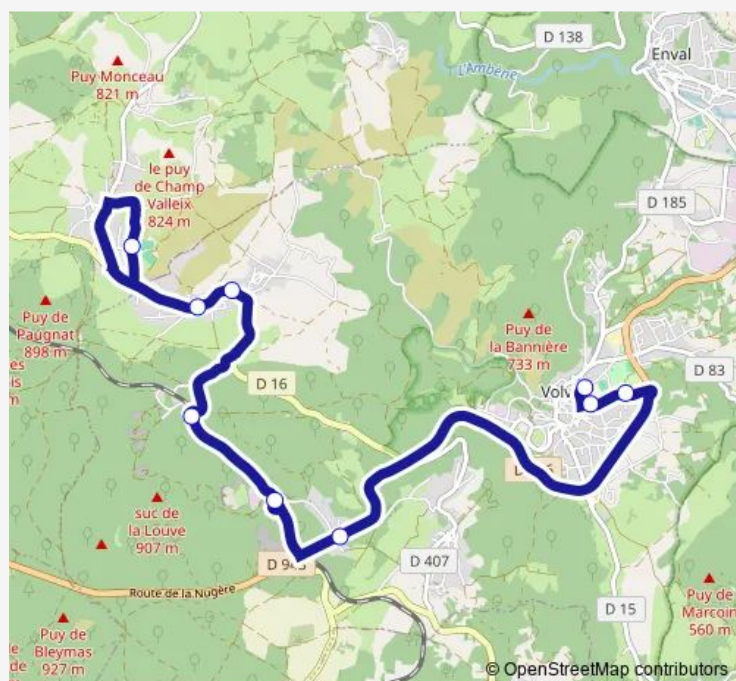 D 138
Enval
L'Ambène
Puy Monceau
821 m
le puy
de Champ
Valleix
824 m
D 185
Puy de
Paugnat
898 m
Puy de
la Bannière
733 m
D 16
D 83
Volv
suc de
la Louve
907 m
D 407
Route de la Nugère
D 15
Puy de
Marcoin
560 m
Puy de
Bleymas
927 m
© OpenStreetMap contributors